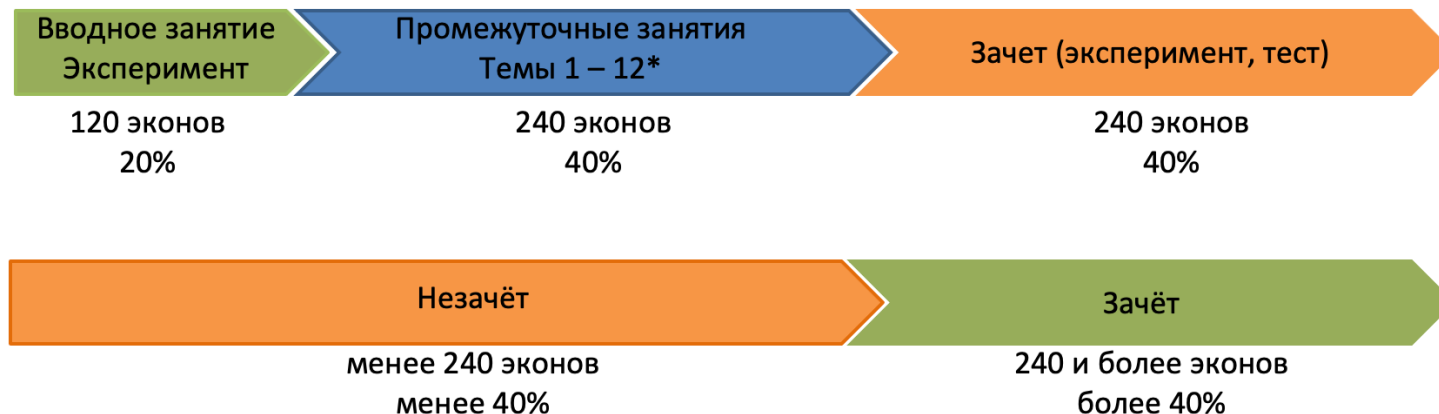 Вводное занятие
Эксперимент
Промежуточные занятия
Темы 1 – 12*
Зачет (эксперимент, тест)
120 эконов
20%
240 эконов
40%
240 эконов
40%
Незачёт
Зачёт
менее 240 эконов
менее 40%
240 и более эконов
более 40%